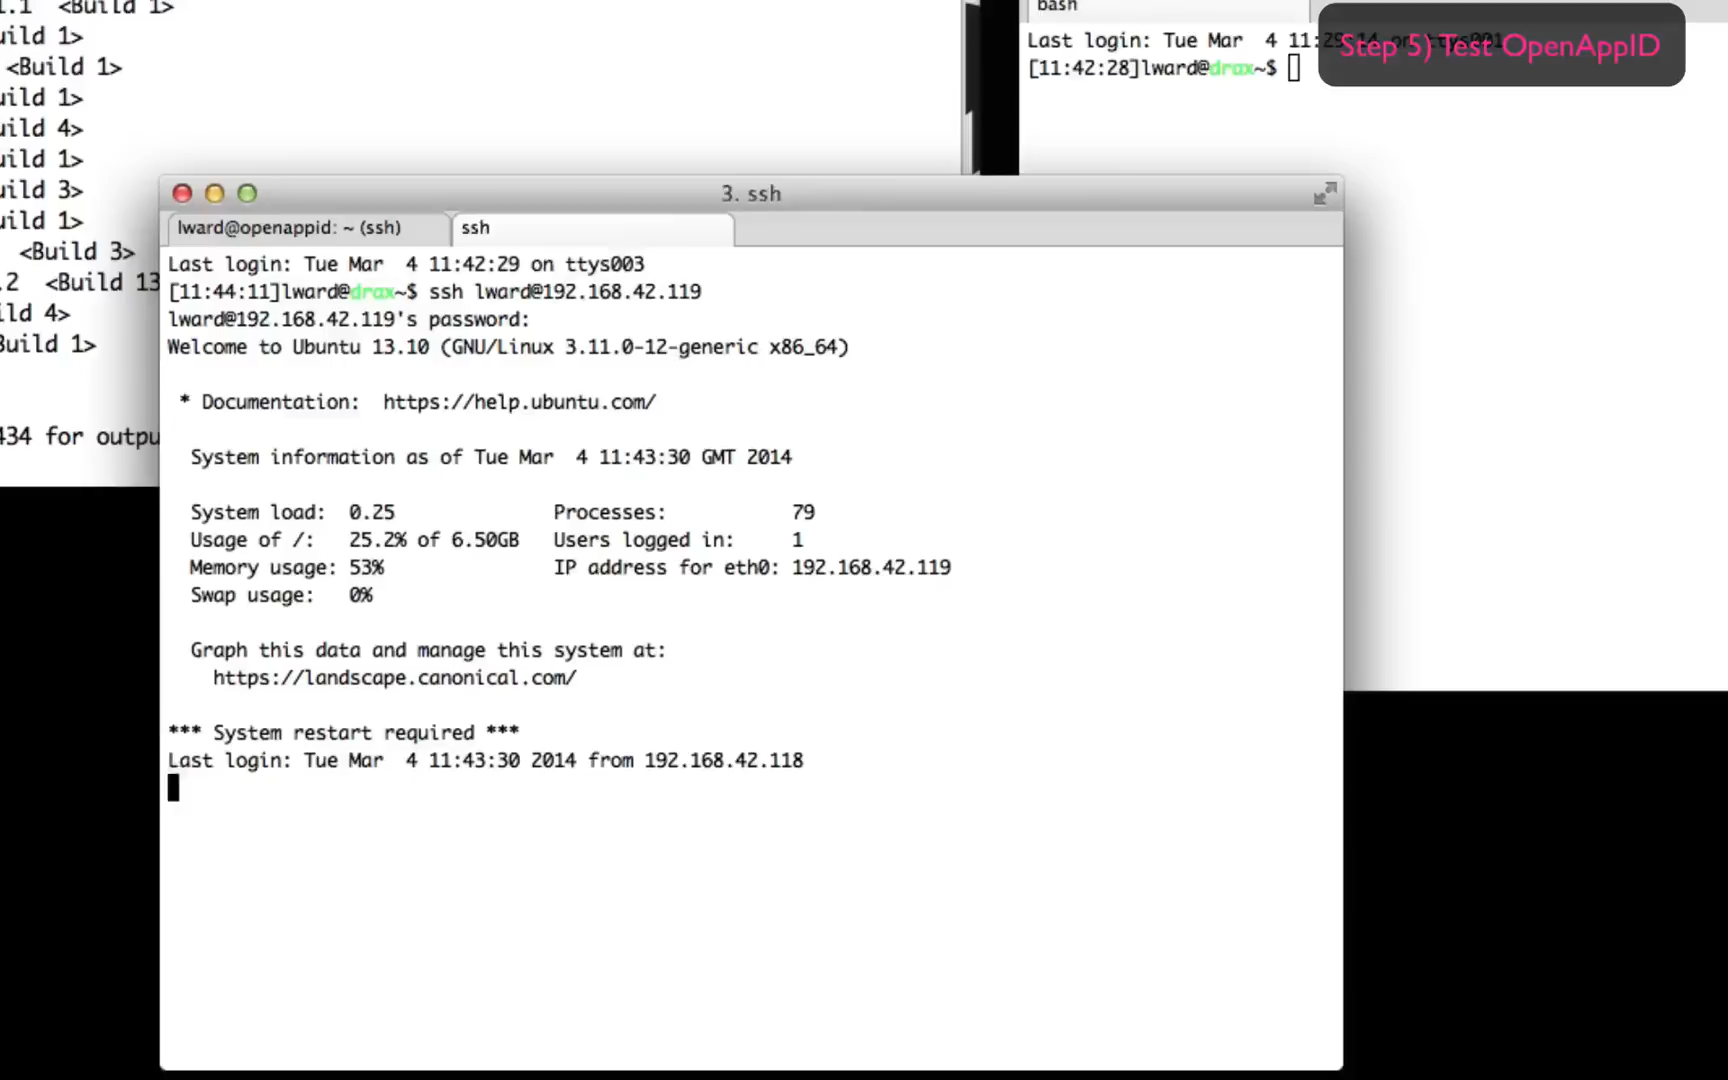 .1 <Build 1>
uild 1>
<Build 1>
uild 1>
uild 4>
uild 1>
uild 3>
uild 1>
<Build 3>
.2 <Build 13
ild 4>
Build 1>
434 for outpu
bash
Last login: Tue Mar  4 11:29:14 on ttys001
[11:42:28]lward@drax~$
Step 5) Test OpenAppID
3. ssh
lward@openappid: ~ (ssh)
ssh
Last login: Tue Mar  4 11:42:29 on ttys003
[11:44:11]lward@drax~$ ssh lward@192.168.42.119
lward@192.168.42.119's password:
Welcome to Ubuntu 13.10 (GNU/Linux 3.11.0-12-generic x86_64)
* Documentation:  https://help.ubuntu.com/
System information as of Tue Mar  4 11:43:30 GMT 2014
System load:  0.25 Processes: 79
Usage of /:   25.2% of 6.50GB Users logged in: 1
Memory usage: 53% IP address for eth0: 192.168.42.119
Swap usage:   0%
Graph this data and manage this system at:
https://landscape.canonical.com/
*** System restart required ***
Last login: Tue Mar  4 11:43:30 2014 from 192.168.42.118